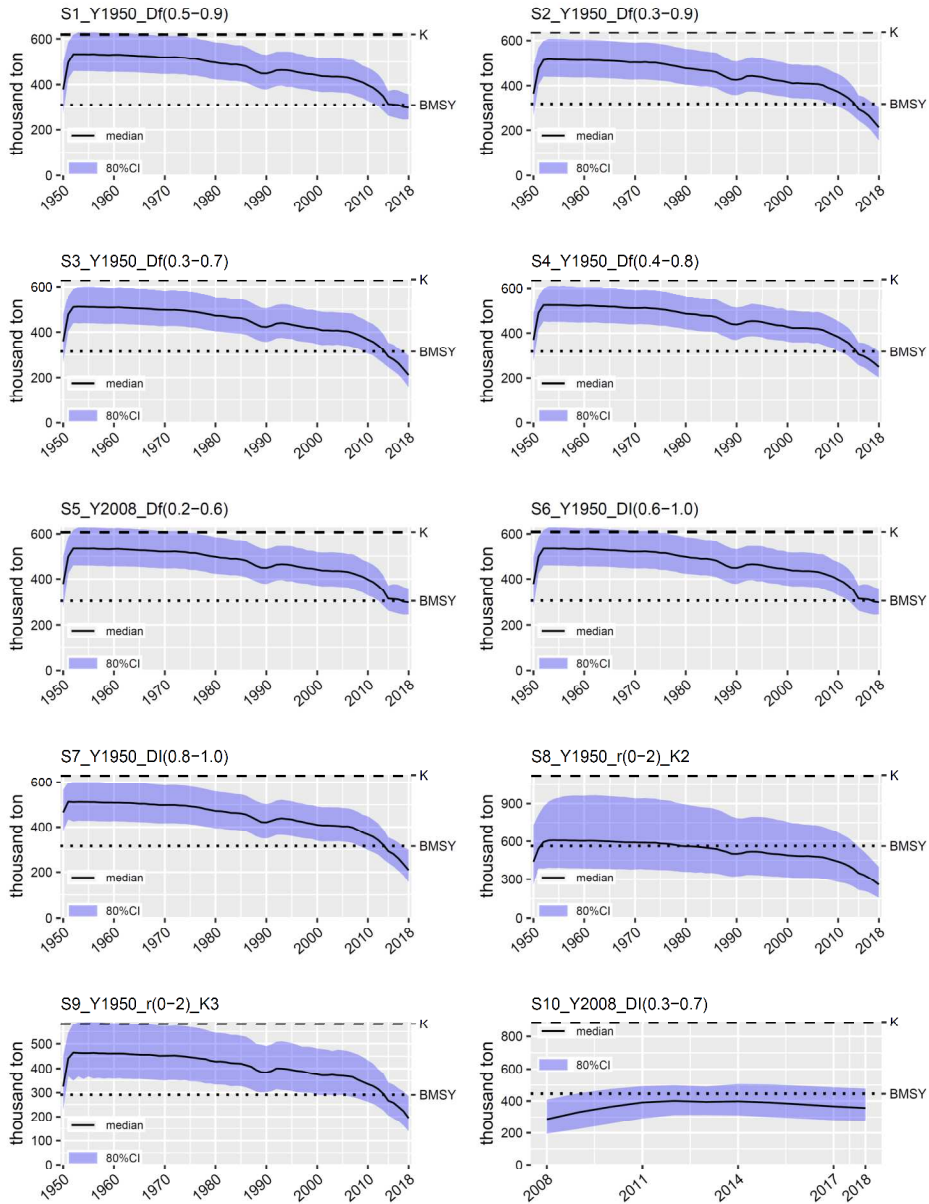 S1_Y1950_Df(0.5−0.9)
thousand ton
600
400
200
0
K
BMSY
median
80%CI
1950
1960
1970
1980
1990
2000
2010
2018
S2_Y1950_Df(0.3−0.9)
thousand ton
600
400
200
0
K
BMSY
median
80%CI
1950
1960
1970
1980
1990
2000
2010
2018
S3_Y1950_Df(0.3−0.7)
thousand ton
600
400
200
0
K
BMSY
median
80%CI
1950
1960
1970
1980
1990
2000
2010
2018
S4_Y1950_Df(0.4−0.8)
thousand ton
600
400
200
0
K
BMSY
median
80%CI
1950
1960
1970
1980
1990
2000
2010
2018
S5_Y2008_Df(0.2−0.6)
thousand ton
600
400
200
0
K
BMSY
median
80%CI
1950
1960
1970
1980
1990
2000
2010
2018
S6_Y1950_DI(0.6−1.0)
thousand ton
600
400
200
0
K
BMSY
median
80%CI
1950
1960
1970
1980
1990
2000
2010
2018
S7_Y1950_DI(0.8−1.0)
thousand ton
600
400
200
0
K
BMSY
median
80%CI
1950
1960
1970
1980
1990
2000
2010
2018
S8_Y1950_r(0−2)_K2
thousand ton
900
600
300
0
K
BMSY
median
80%CI
1950
1960
1970
1980
1990
2000
2010
2018
S9_Y1950_r(0−2)_K3
thousand ton
500
400
300
200
100
0
K
BMSY
median
80%CI
1950
1960
1970
1980
1990
2000
2010
2018
S10_Y2008_DI(0.3−0.7)
thousand ton
800
600
400
200
0
K
BMSY
median
80%CI
2008
2011
2014
2017
2018